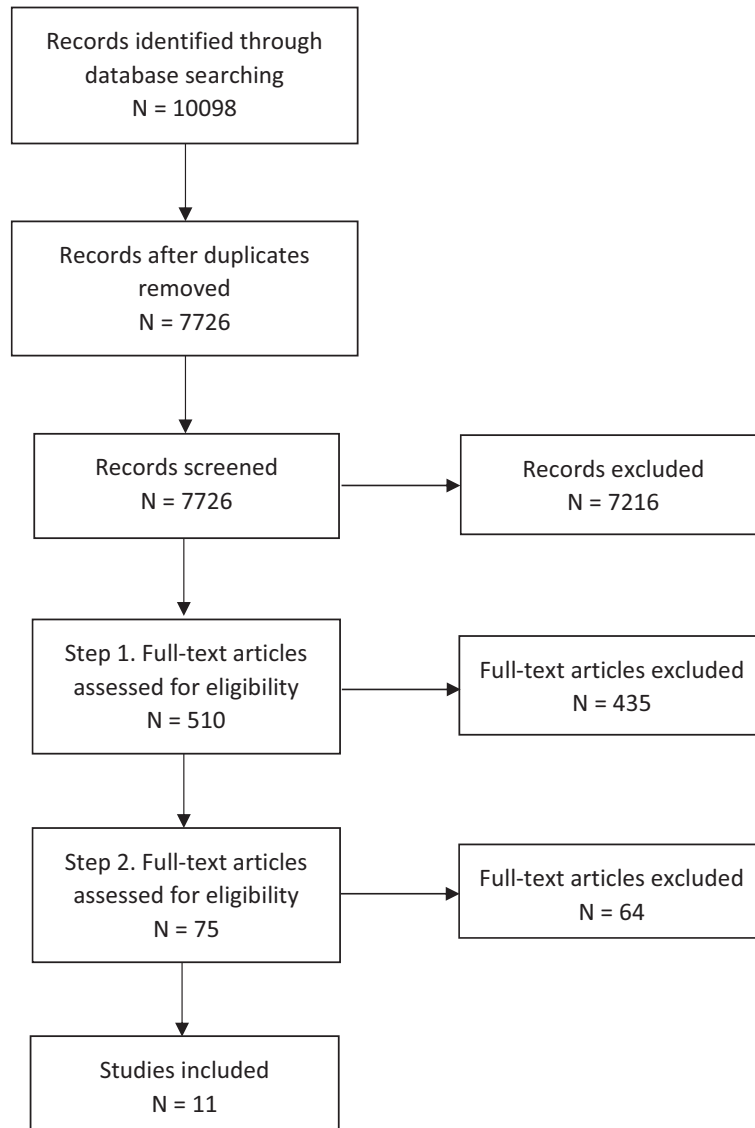 Records identified through
database searching
N = 10098
Records after duplicates
removed
N = 7726
Records screened
N = 7726
Records excluded
N = 7216
Step 1. Full-text articles
assessed for eligibility
N = 510
Full-text articles excluded
N = 435
Step 2. Full-text articles
assessed for eligibility
N = 75
Full-text articles excluded
N = 64
Studies included
N = 11